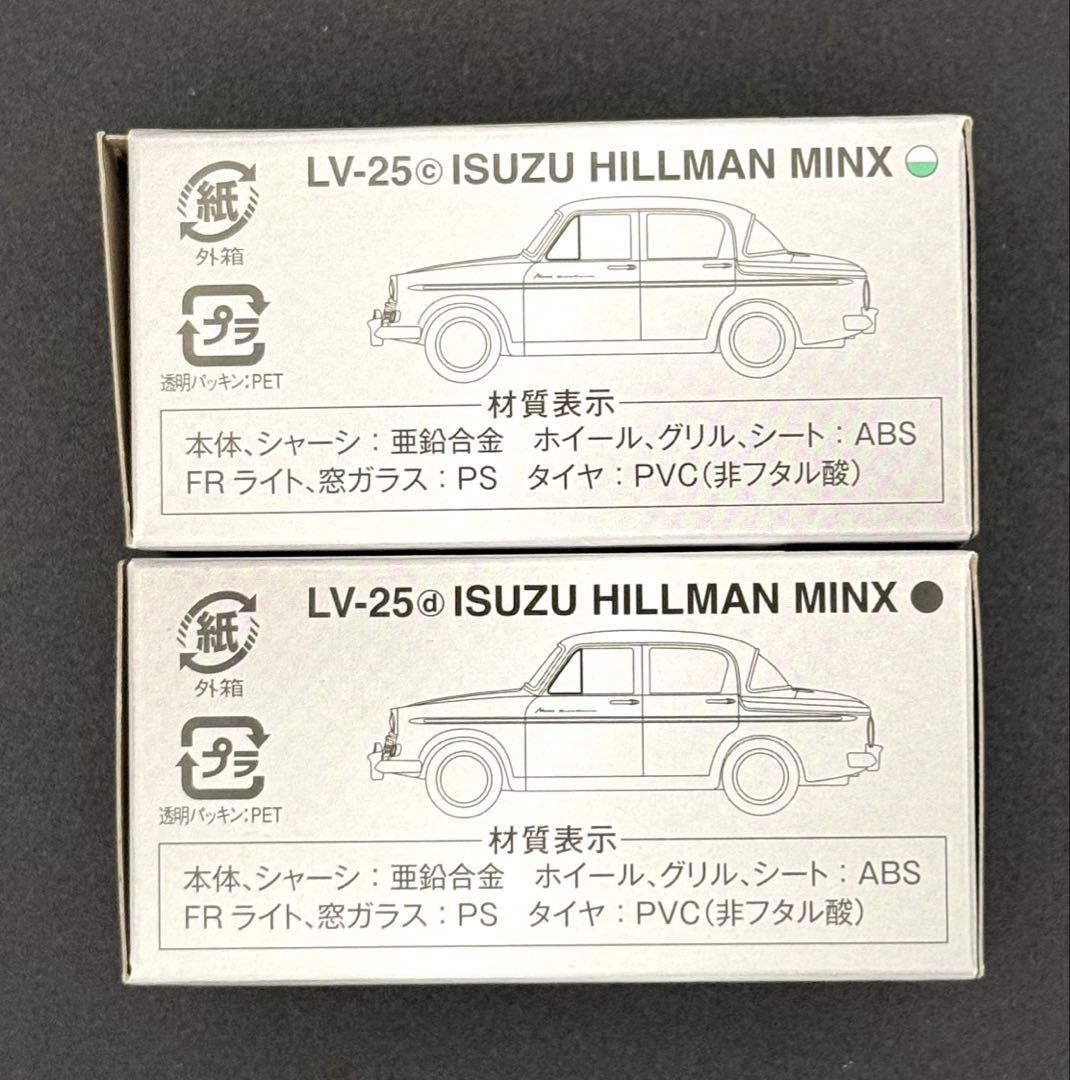 LV-25ⓒ ISUZU HILLMAN MINX
紙
外箱
プラ
透明パッキン:PET
材質表示
本体、シャーシ:亜鉛合金 ホイール、グリル、シート:ABS
FRライト、窓ガラス:PS タイヤ:PVC(非フタル酸)
LV-25ⓓ ISUZU HILLMAN MINX
紙
外箱
プラ
透明パッキン:PET
材質表示
本体、シャーシ:亜鉛合金 ホイール、グリル、シート:ABS
FRライト、窓ガラス:PS タイヤ:PVC(非フタル酸)